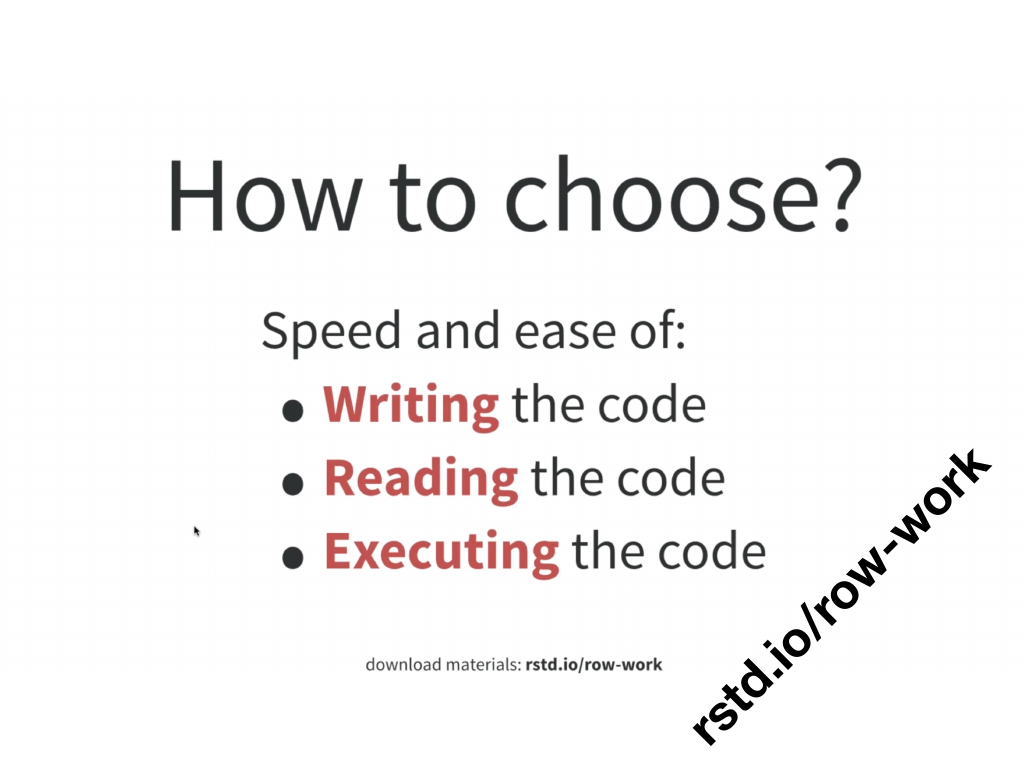 How to choose?
Speed and ease of:
• Writing the code
• Reading the code
• Executing the code
download materials: rstd.io/row-work
rstd.io/row-work